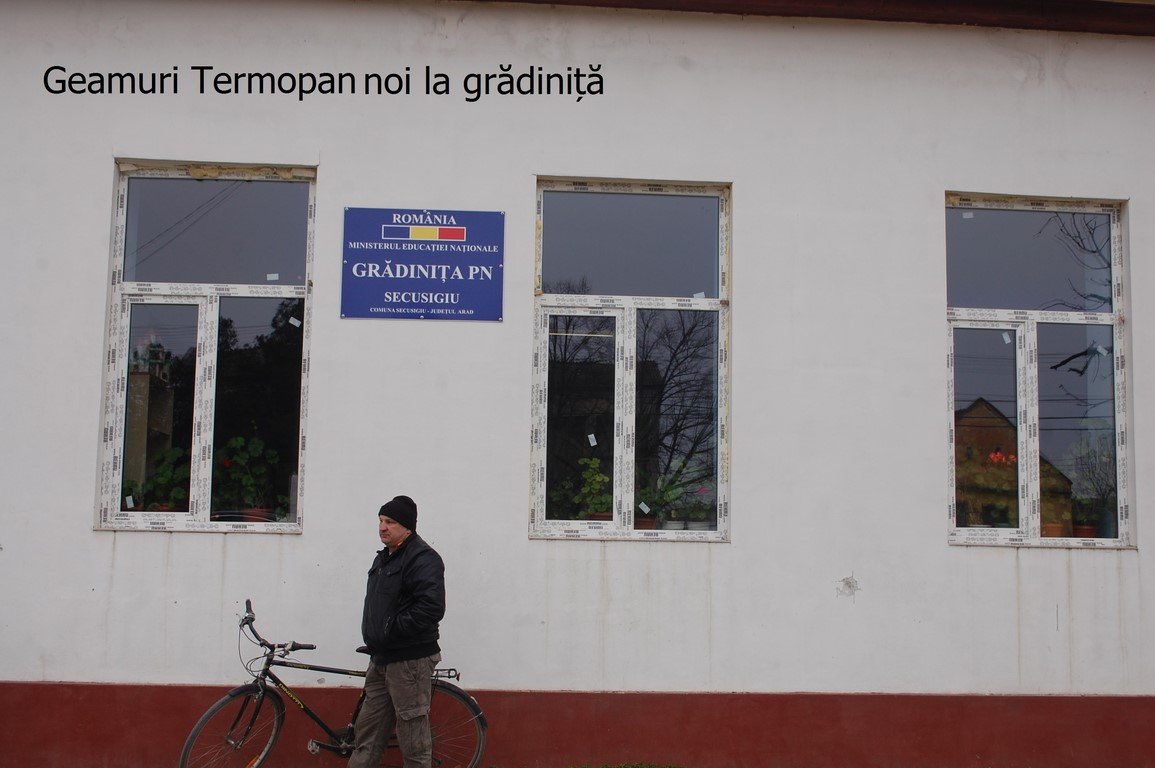 Geamuri Termopan noi la grădiniță
ROMÂNIA
MINISTERUL EDUCAȚIEI NAȚIONALE
GRĂDINIȚA PN
SECUSIGIU
COMUNA SECUSIGIU - JUDEȚUL ARAD